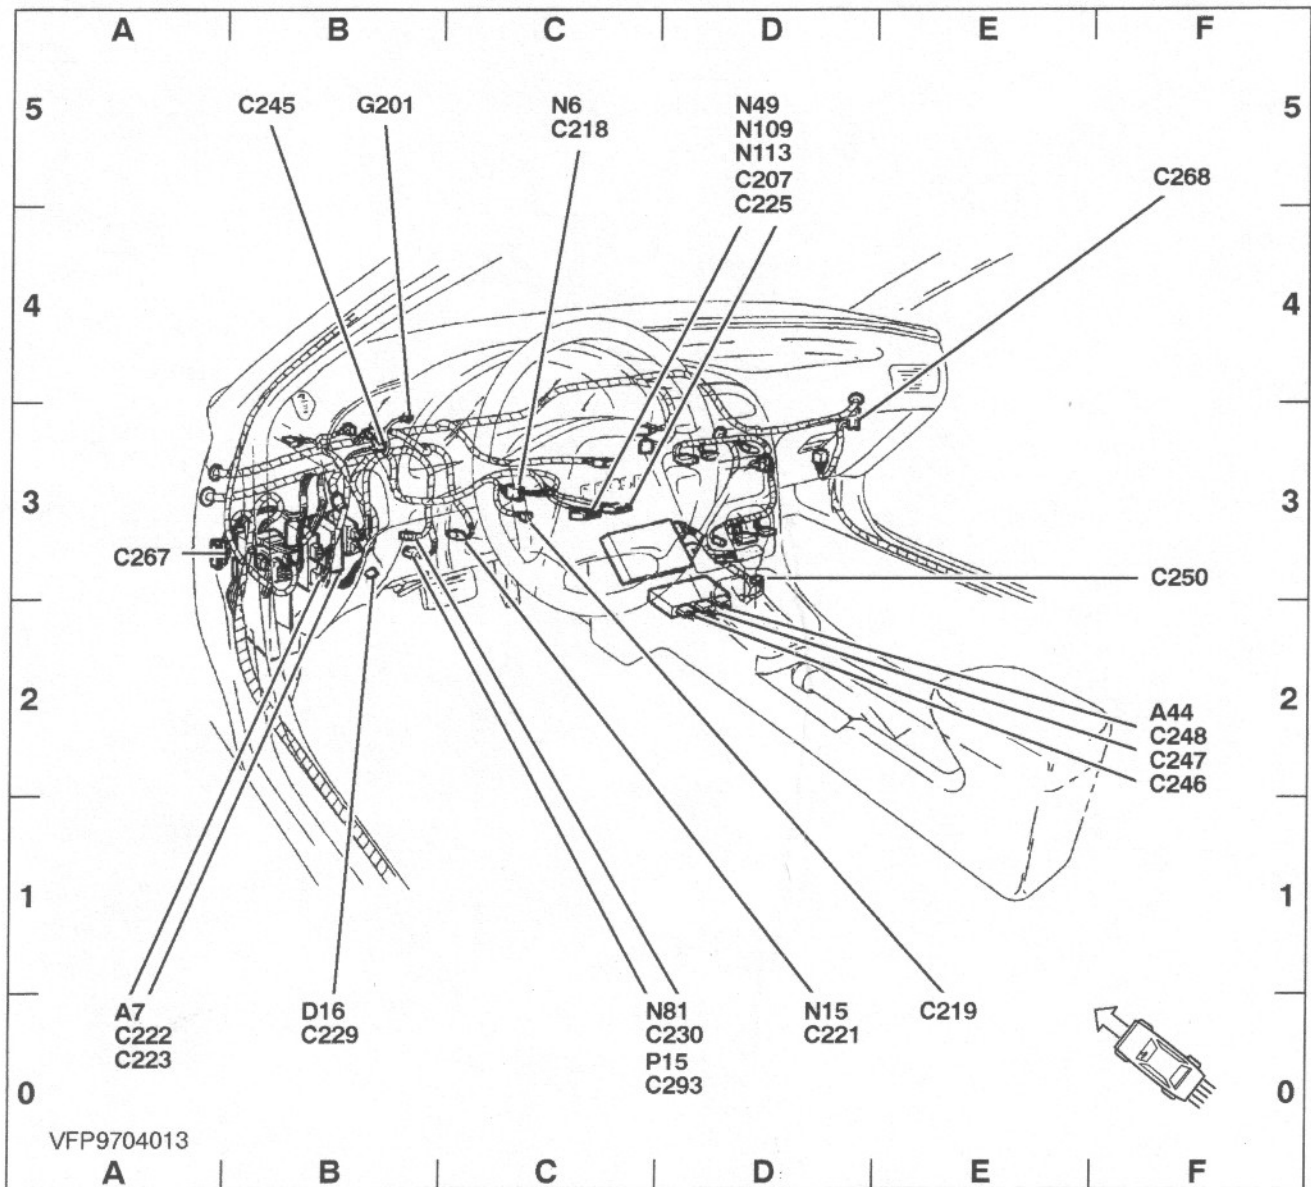 A B C D E F
5 5
C245 G201 N6 N49
C218 N109
N113
C207 C268
C225
4 4
3 3
C267 C250
2 2
A44
C248
C247
C246
1 1
A7 D16 N81 N15 C219
C222 C229 C230 C221
C223 P15
C293
0 0
VFP9704013
A B C D E F